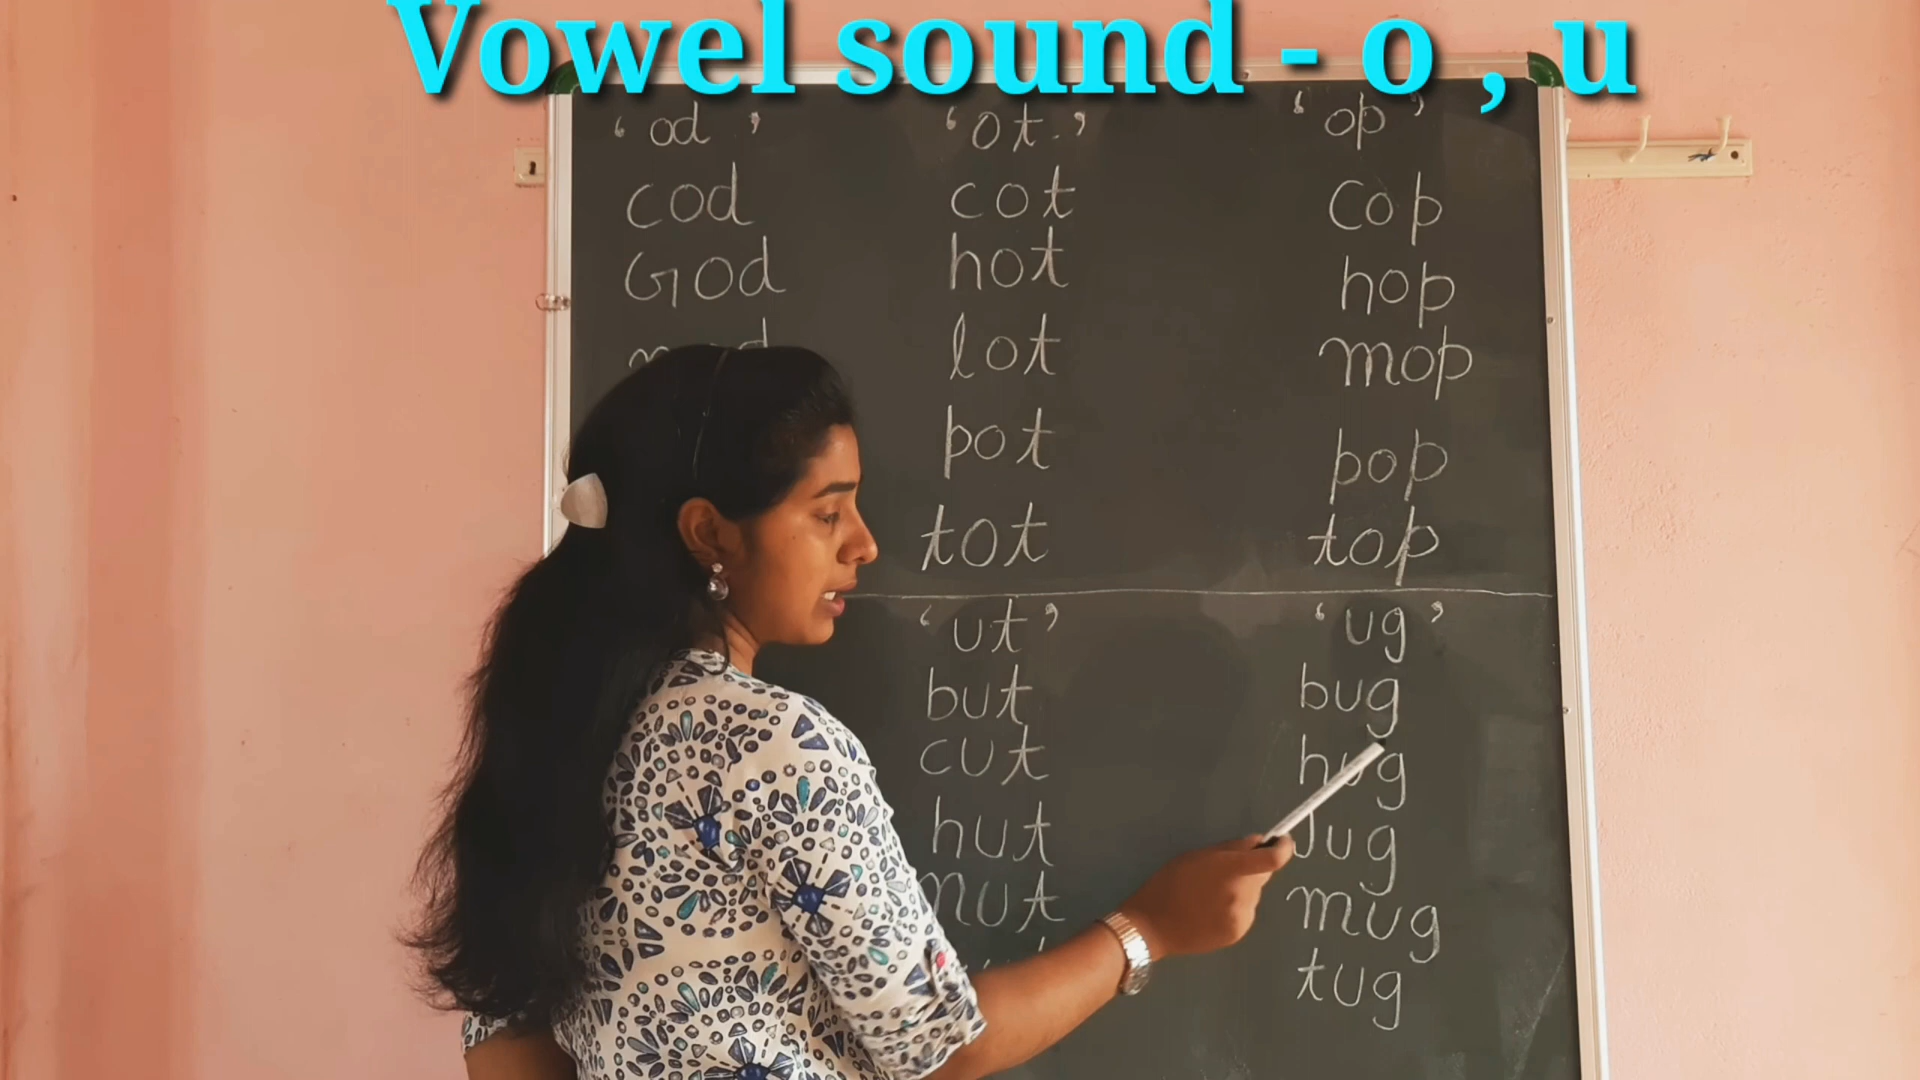 Vowel sound - o , u
'od' 'ot' 'op'
cod cot Cop
God hot hop
lot mop
pot pop
tot top
'ut' 'ug'
but bug
cut hug
hut Jug
mug
tug